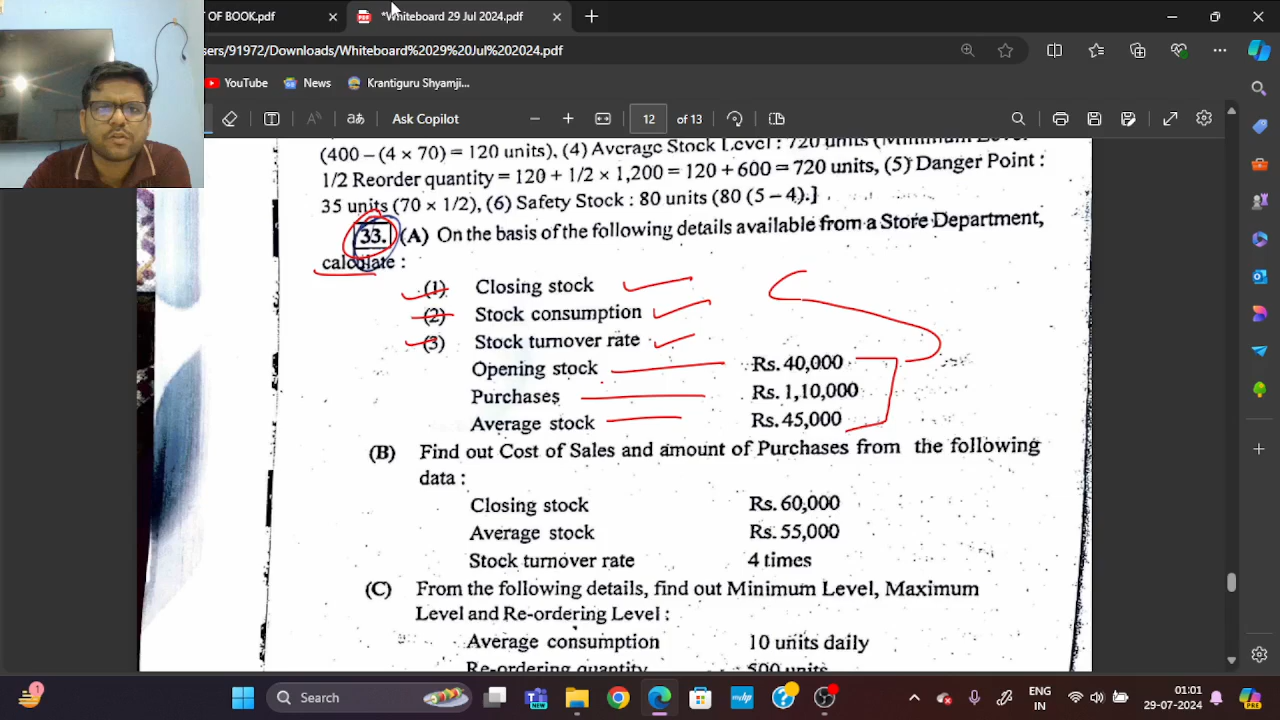 OF BOOK.pdf
*Whiteboard 29 Jul 2024.pdf
sers/91972/Downloads/Whiteboard%2029%20Jul%202024.pdf
YouTube
News
Krantiguru Shyamji...
Ask Copilot
12 of 13
(400 – (4 × 70) = 120 units), (4) Average Stock Level : 720 units (Minimum Level
1/2 Reorder quantity = 120 + 1/2 × 1,200 = 120 + 600 = 720 units, (5) Danger Point :
35 units (70 × 1/2), (6) Safety Stock : 80 units (80 (5 – 4).]
33. (A) On the basis of the following details available from a Store Department,
calculate :
(1) Closing stock
(2) Stock consumption
(3) Stock turnover rate
Opening stock Rs. 40,000
Purchases Rs. 1,10,000
Average stock Rs. 45,000
(B) Find out Cost of Sales and amount of Purchases from the following
data :
Closing stock Rs. 60,000
Average stock Rs. 55,000
Stock turnover rate 4 times
(C) From the following details, find out Minimum Level, Maximum
Level and Re-ordering Level :
Average consumption 10 units daily
Re-ordering quantity 500 units
1
Search
ENG
IN
01:01
29-07-2024